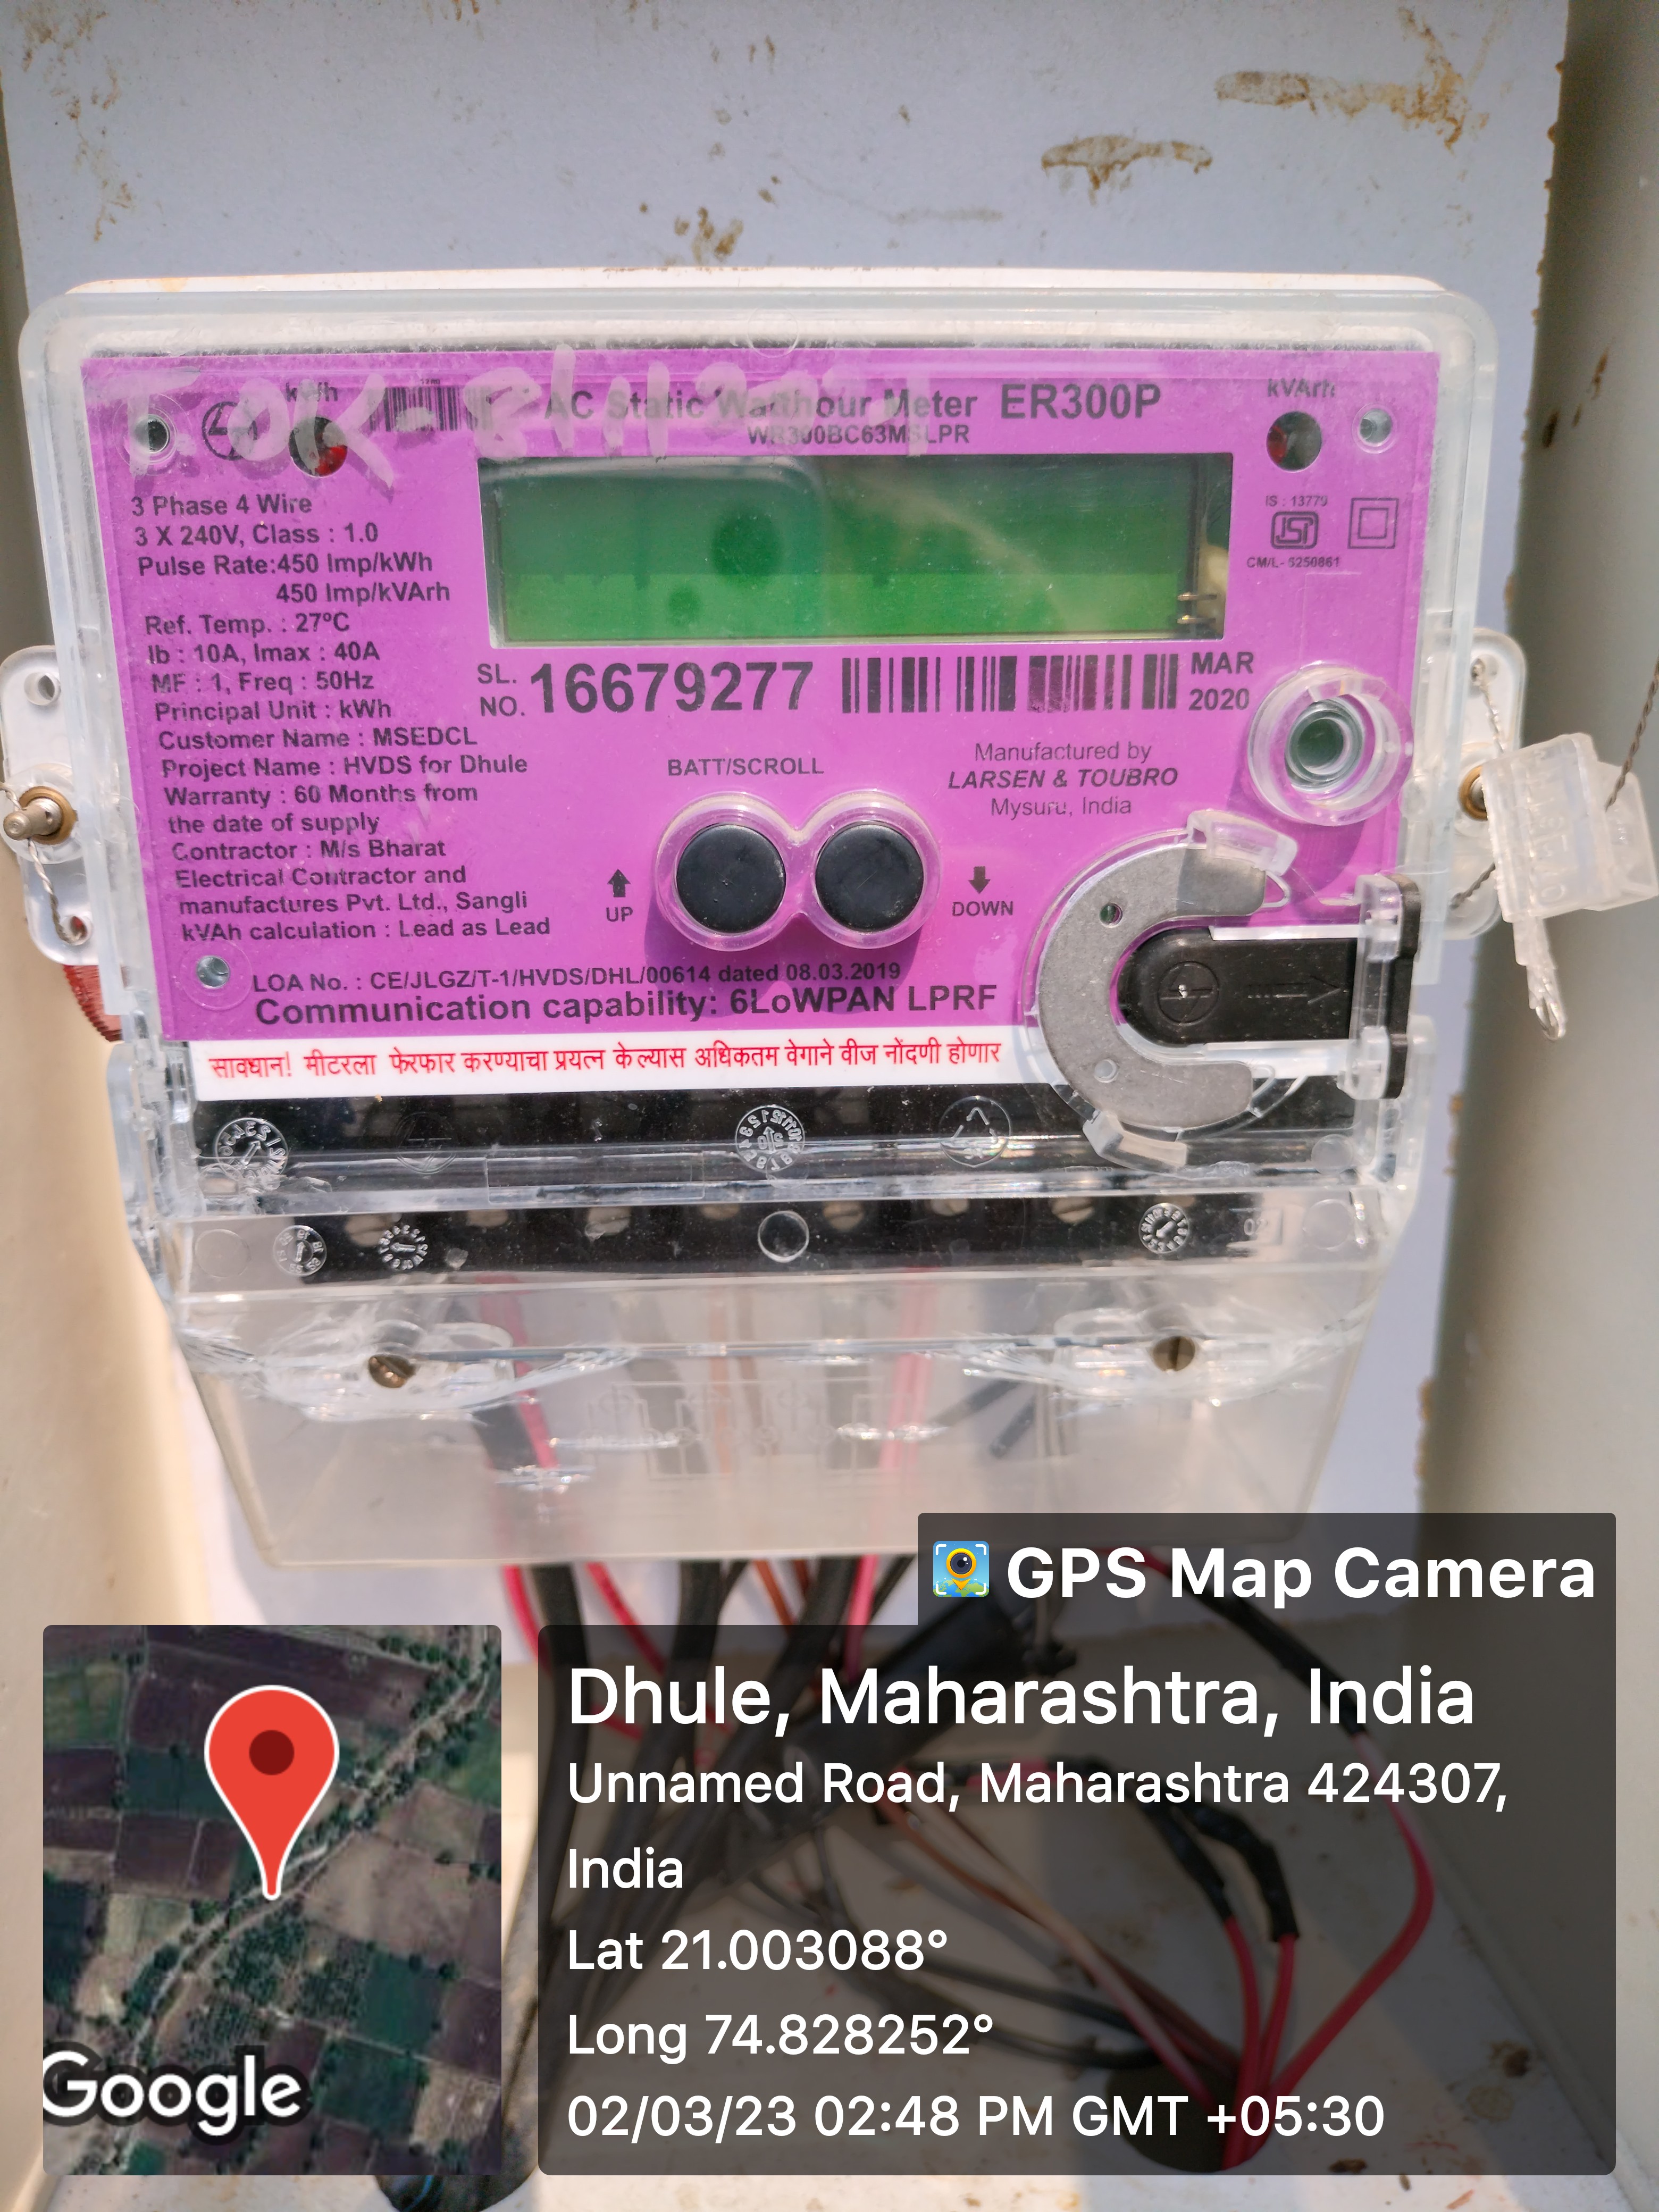 kWh
AC Static Watthour Meter ER300P
WR300BC63MSLPR
kVArh
3 Phase 4 Wire
3 X 240V, Class : 1.0
Pulse Rate:450 Imp/kWh
450 Imp/kVArh
Ref. Temp. : 27°C
Ib : 10A, Imax : 40A
MF : 1, Freq : 50Hz
Principal Unit : kWh
Customer Name : MSEDCL
Project Name : HVDS for Dhule
Warranty : 60 Months from
the date of supply
Contractor : M/s Bharat
Electrical Contractor and
manufactures Pvt. Ltd., Sangli
kVAh calculation : Lead as Lead
IS : 13779
ISI
CM/L- 5250861
SL. NO. 16679277
MAR 2020
BATT/SCROLL
UP
DOWN
Manufactured by
LARSEN & TOUBRO
Mysuru, India
LOA No. : CE/JLGZ/T-1/HVDS/DHL/00614 dated 08.03.2019
Communication capability: 6LoWPAN LPRF
सावधान! मीटरला फेरफार करण्याचा प्रयत्न केल्यास अधिकतम वेगाने वीज नोंदणी होणार
GPS Map Camera
Dhule, Maharashtra, India
Unnamed Road, Maharashtra 424307,
India
Lat 21.003088°
Long 74.828252°
02/03/23 02:48 PM GMT +05:30
Google